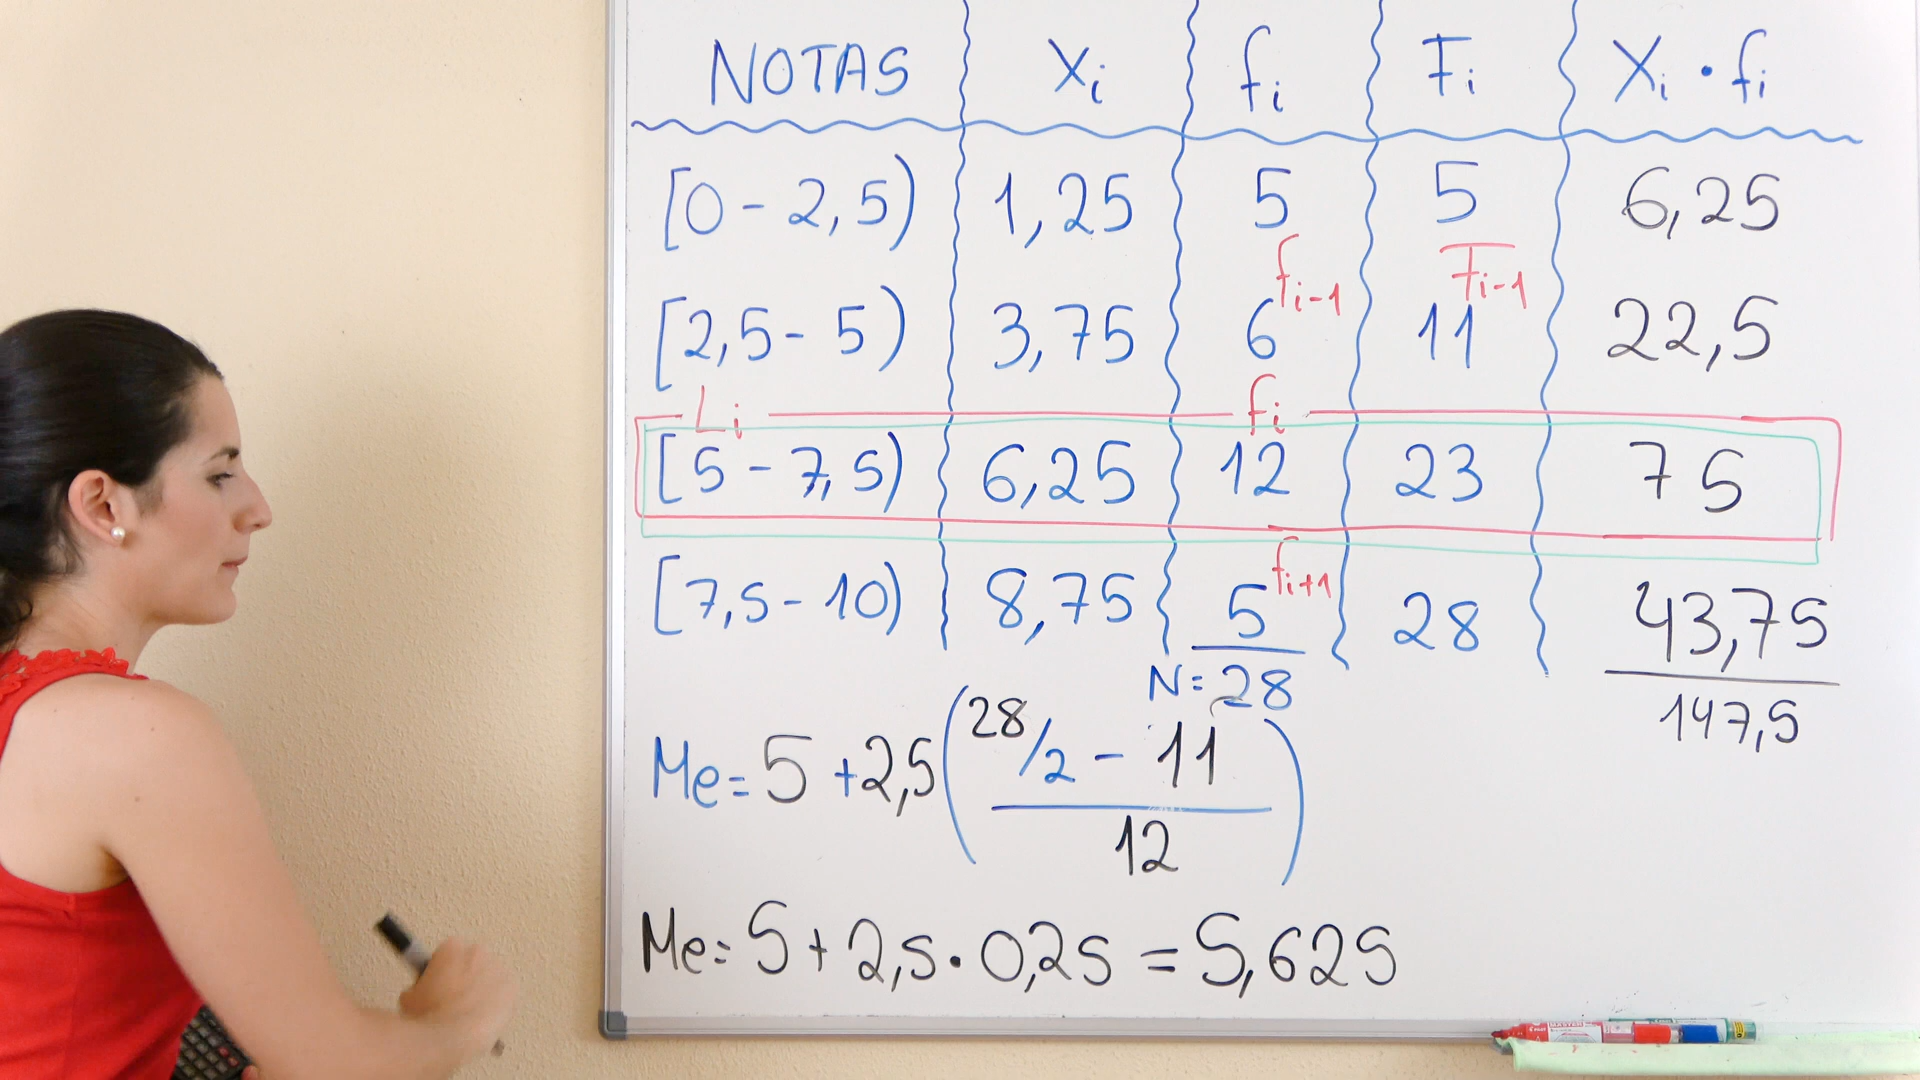 NOTAS Xi fi Fi Xi · fi
[0 - 2,5) 1,25 5 5 6,25
fi-1 Fi-1
[2,5 - 5) 3,75 6 11 22,5
Li fi
[5 - 7,5) 6,25 12 23 75
fi+1
[7,5 - 10) 8,75 5 28 43,75
N = 28 147,5
Me = 5 + 2,5 ( 28/2 - 11
12 )
Me = 5 + 2,5 · 0,25 = 5,625